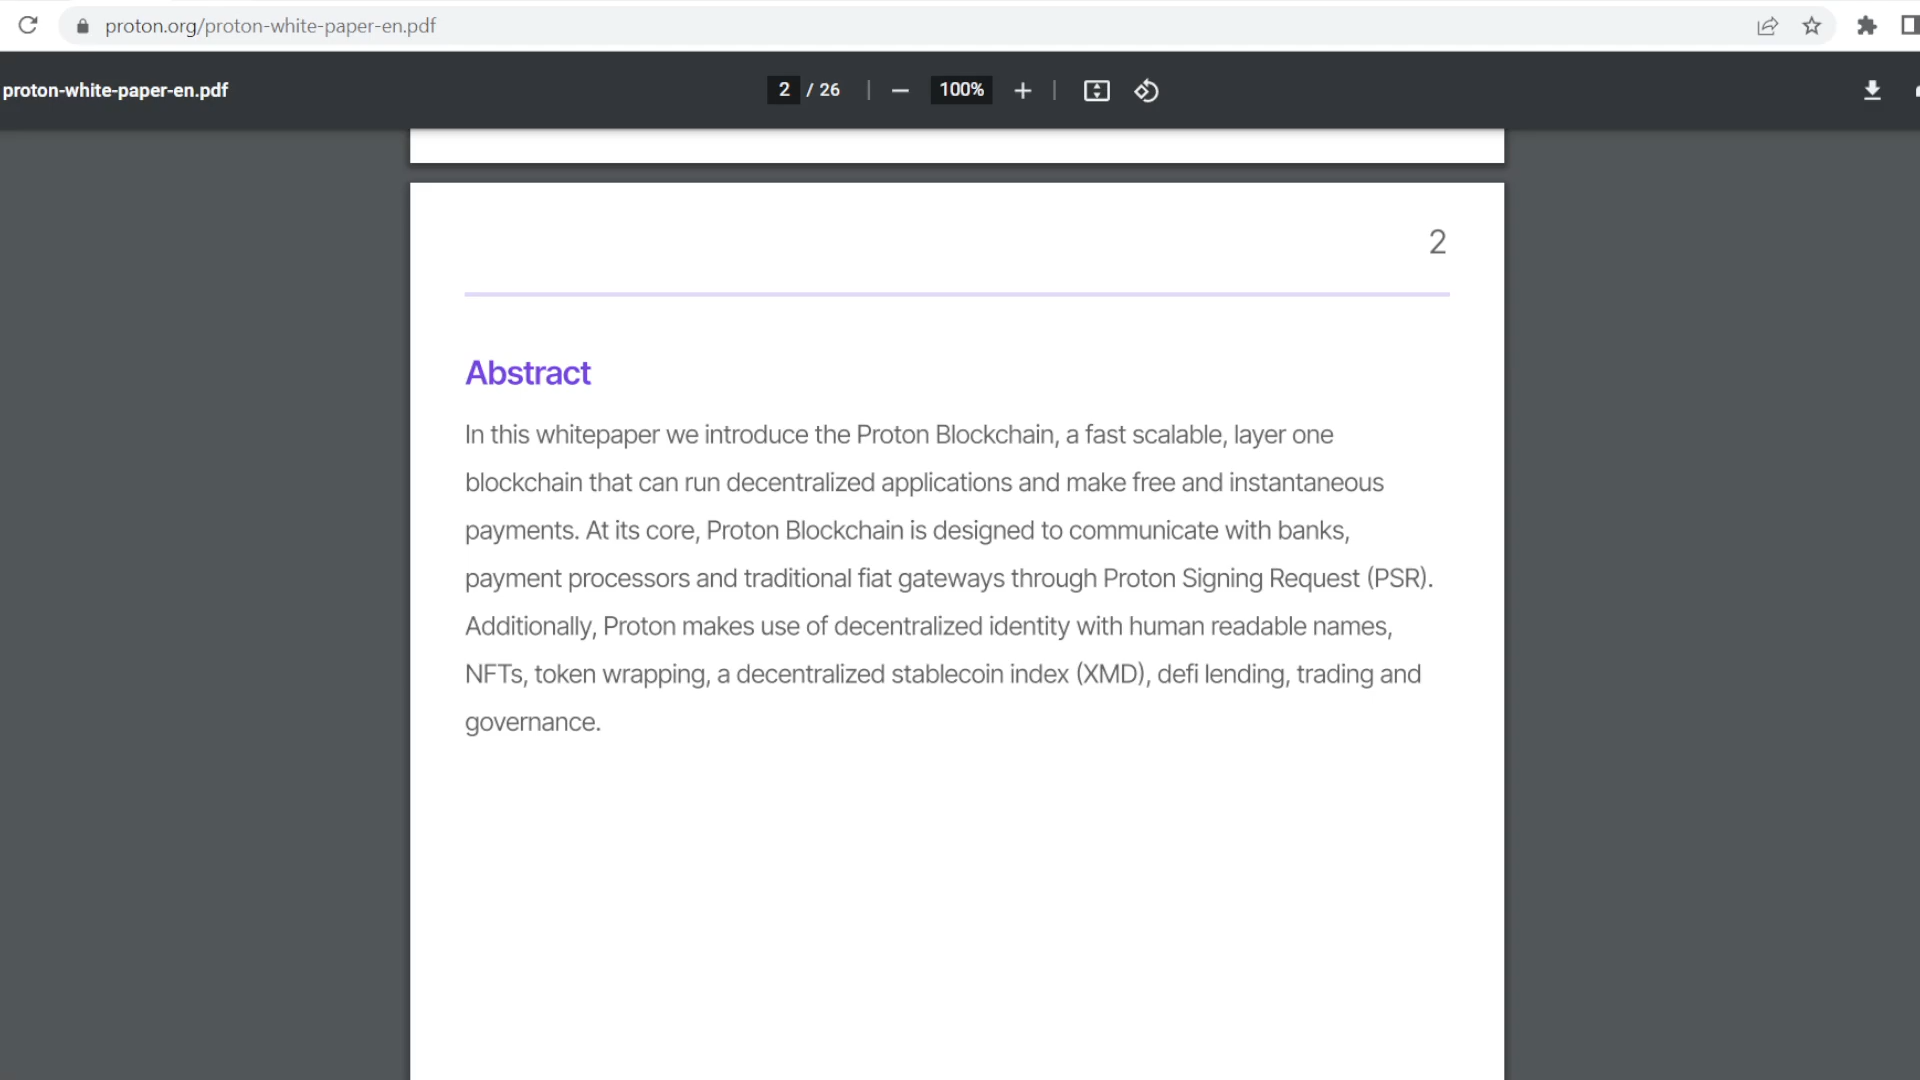 proton.org/proton-white-paper-en.pdf
proton-white-paper-en.pdf
2 / 26
100%
2
Abstract
In this whitepaper we introduce the Proton Blockchain, a fast scalable, layer one
blockchain that can run decentralized applications and make free and instantaneous
payments. At its core, Proton Blockchain is designed to communicate with banks,
payment processors and traditional fiat gateways through Proton Signing Request (PSR).
Additionally, Proton makes use of decentralized identity with human readable names,
NFTs, token wrapping, a decentralized stablecoin index (XMD), defi lending, trading and
governance.